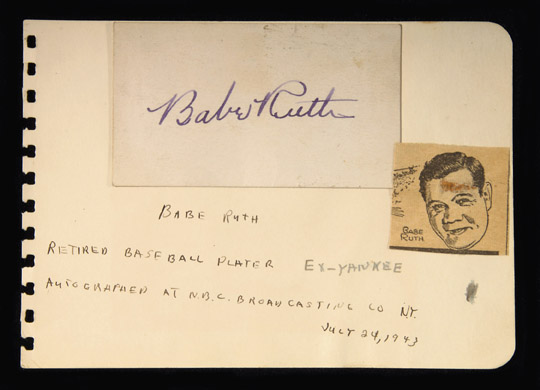 Babe Ruth
BABE
RUTH
BABE RUTH
RETIRED BASEBALL PLAYER EX-YANKEE
AUTOGRAPHED AT N.B.C. BROADCASTING CO NY.
JULY 24, 1943